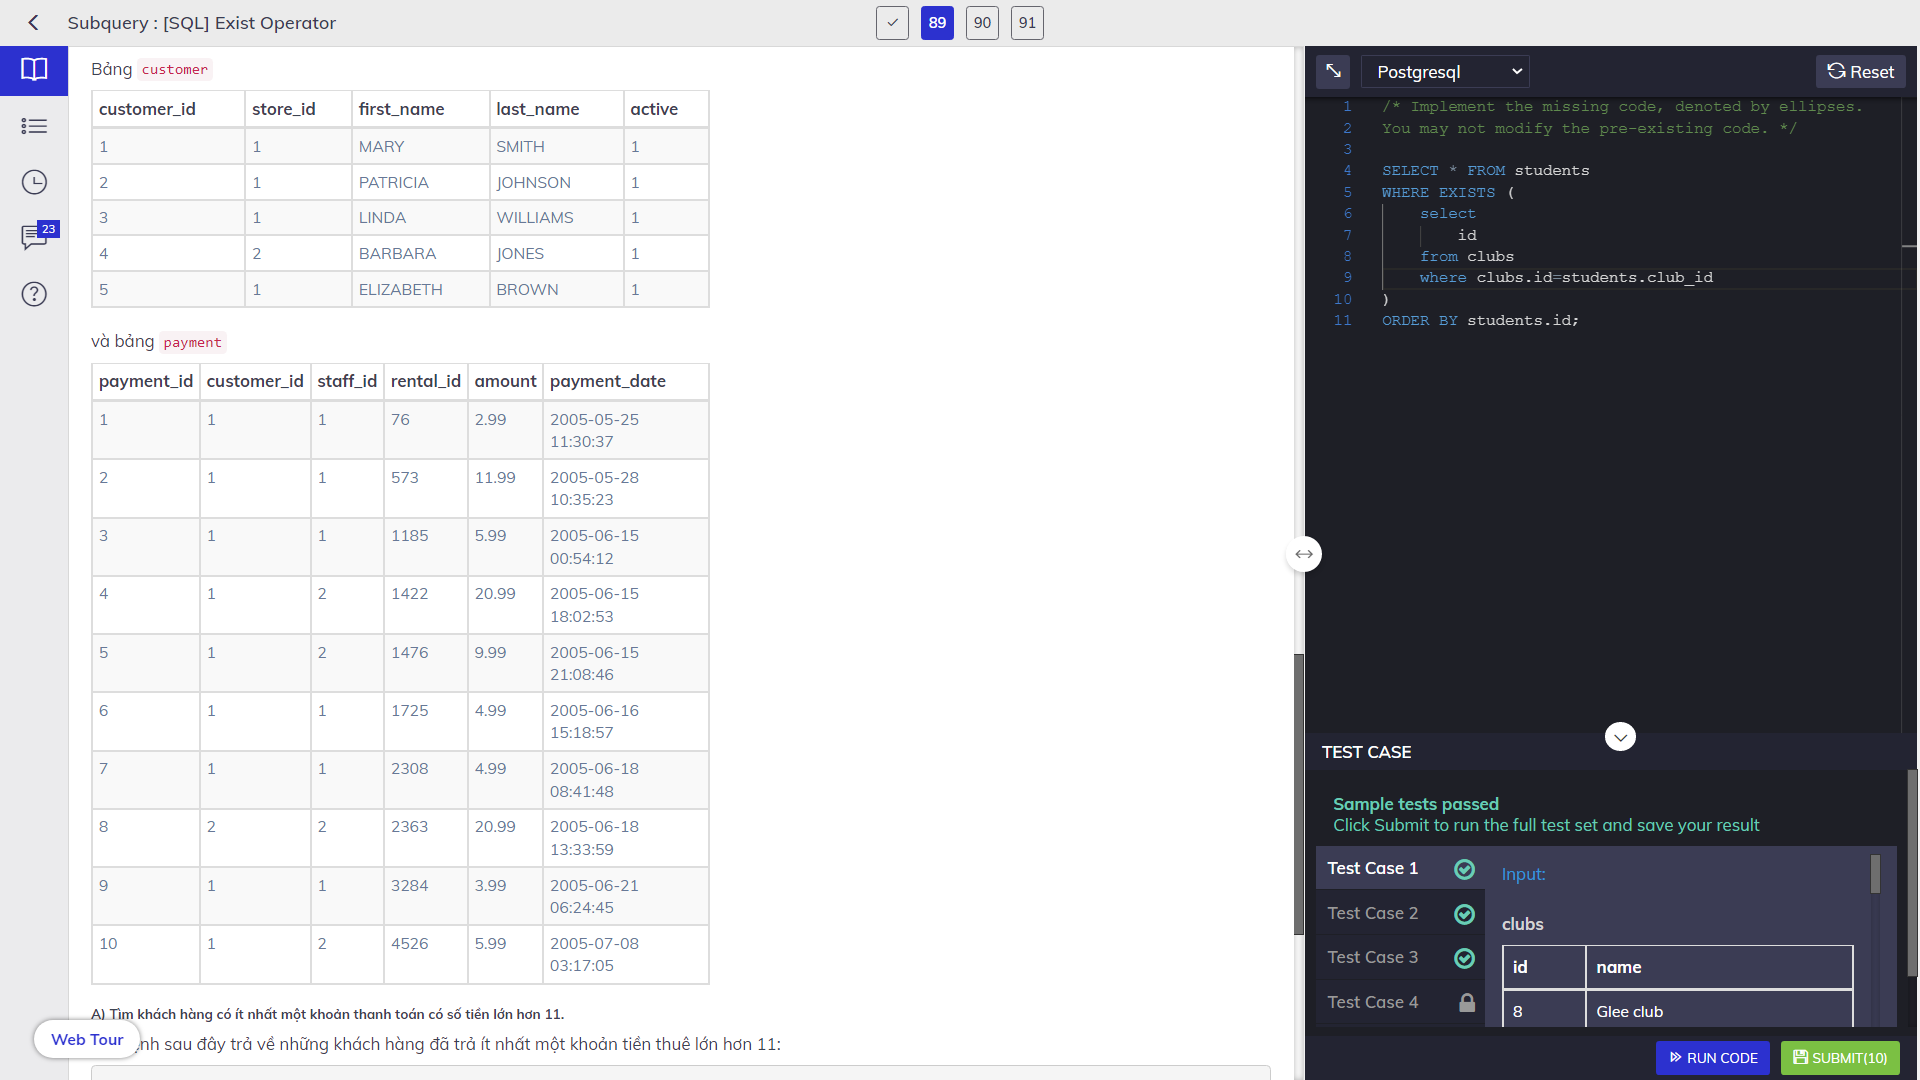 Subquery : [SQL] Exist Operator
89 90 91
23
Bảng customer
customer_id store_id first_name last_name active
1 1 MARY SMITH 1
2 1 PATRICIA JOHNSON 1
3 1 LINDA WILLIAMS 1
4 2 BARBARA JONES 1
5 1 ELIZABETH BROWN 1
và bảng payment
payment_id customer_id staff_id rental_id amount payment_date
1 1 1 76 2.99 2005-05-25
11:30:37
2 1 1 573 11.99 2005-05-28
10:35:23
3 1 1 1185 5.99 2005-06-15
00:54:12
4 1 2 1422 20.99 2005-06-15
18:02:53
5 1 2 1476 9.99 2005-06-15
21:08:46
6 1 1 1725 4.99 2005-06-16
15:18:57
7 1 1 2308 4.99 2005-06-18
08:41:48
8 2 2 2363 20.99 2005-06-18
13:33:59
9 1 1 3284 3.99 2005-06-21
06:24:45
10 1 2 4526 5.99 2005-07-08
03:17:05
A) Tìm khách hàng có ít nhất một khoản thanh toán có số tiền lớn hơn 11.
sau đây trả về những khách hàng đã trả ít nhất một khoản tiền thuê lớn hơn 11:
Web Tour
Postgresql
Reset
1 /* Implement the missing code, denoted by ellipses.
2 You may not modify the pre-existing code. */
3
4 SELECT * FROM students
5 WHERE EXISTS (
6 select
7 id
8 from clubs
9 where clubs.id=students.club_id
10 )
11 ORDER BY students.id;
TEST CASE
Sample tests passed
Click Submit to run the full test set and save your result
Test Case 1
Test Case 2
Test Case 3
Test Case 4
Input:
clubs
id name
8 Glee club
RUN CODE
SUBMIT(10)